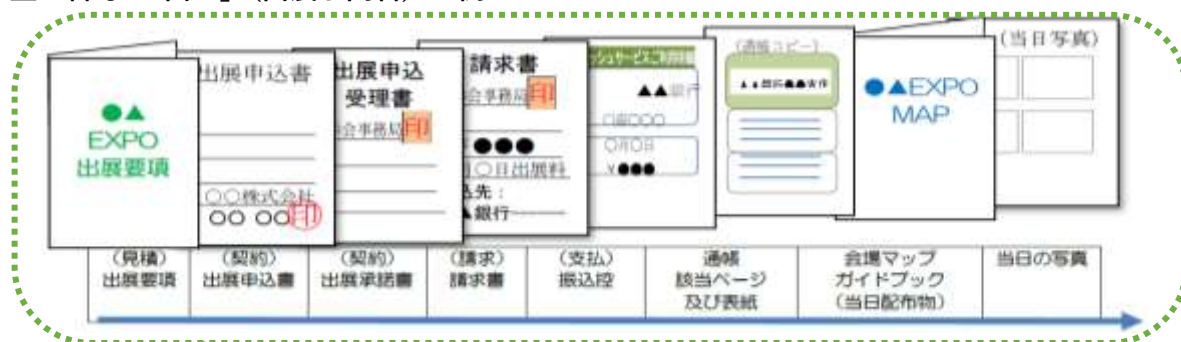 ●▲
EXPO
出展要項
出展申込書
○○株式会社
○○ ○○ 印
出展申込
受理書
会事務局 印
請求書
会事務局 印
●●●
月○日出展料
込先：
▲銀行
▲▲銀行
○座○○○
○月○日
￥●●●
(通帳コピー)
●▲EXPO
MAP
(当日写真)
(見積)
出展要項
(契約)
出展申込書
(契約)
出展承諾書
(請求)
請求書
(支払)
振込控
通帳
該当ページ
及び表紙
会場マップ
ガイドブック
(当日配布物)
当日の写真